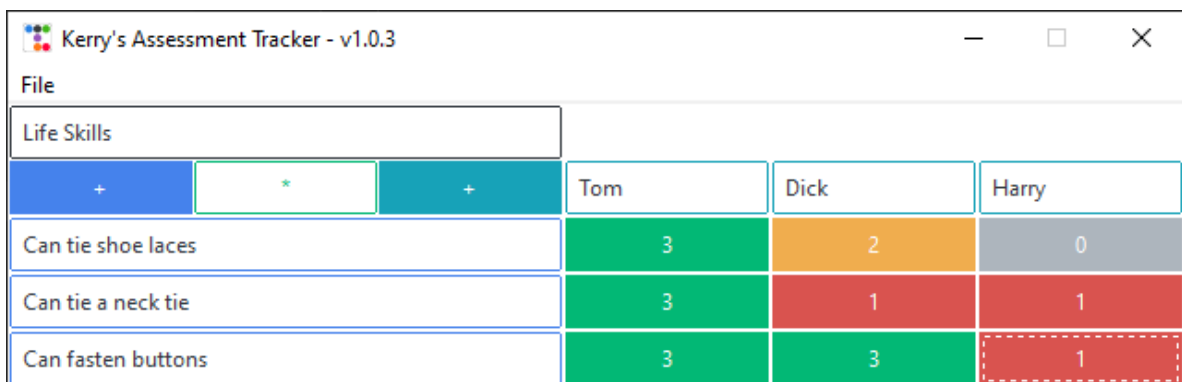 Kerry's Assessment Tracker - v1.0.3
File
Life Skills
+ * + Tom Dick Harry
Can tie shoe laces 3 2 0
Can tie a neck tie 3 1 1
Can fasten buttons 3 3 1